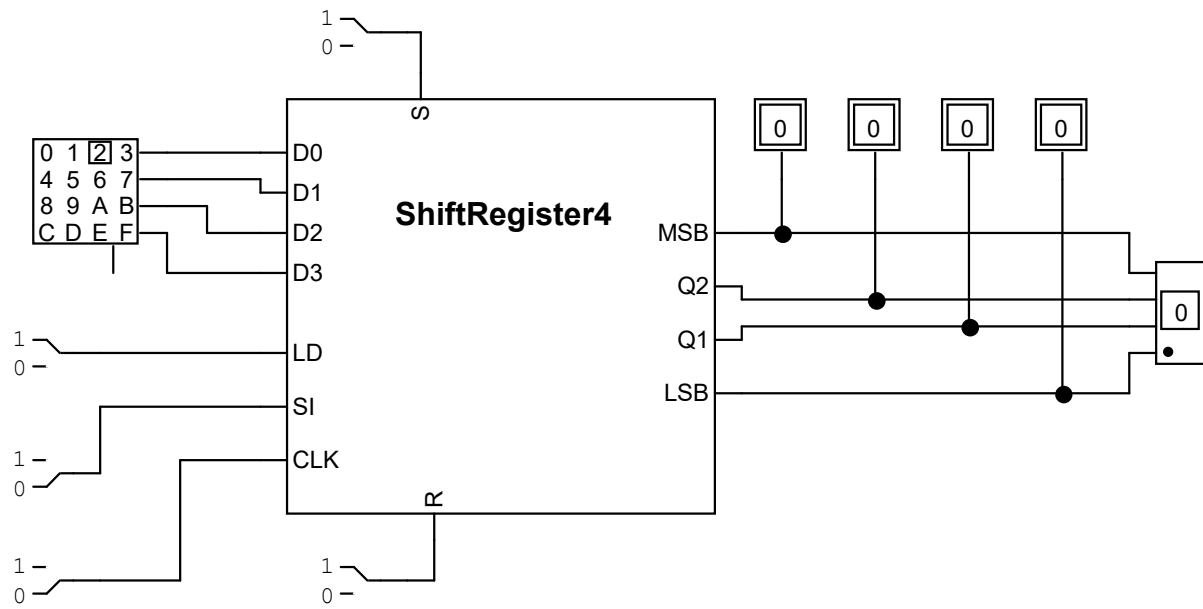 1
0
S
0 1 2 3
4 5 6 7
8 9 A B
C D E F
D0
D1
D2
D3
ShiftRegister4
0 0 0 0
MSB
Q2
Q1
LSB
0
1
0
LD
SI
1
0
CLK
R
1
0
1
0